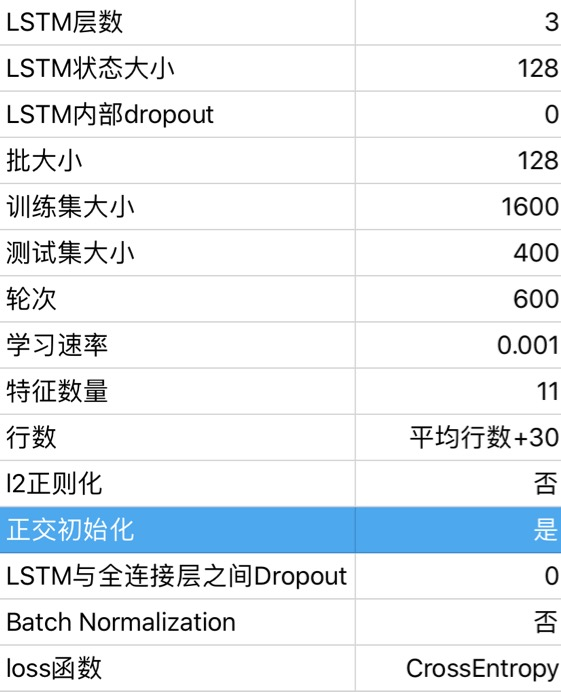 LSTM层数 3
LSTM状态大小 128
LSTM内部dropout 0
批大小 128
训练集大小 1600
测试集大小 400
轮次 600
学习速率 0.001
特征数量 11
行数 平均行数+30
l2正则化 否
正交初始化 是
LSTM与全连接层之间Dropout 0
Batch Normalization 否
loss函数 CrossEntropy